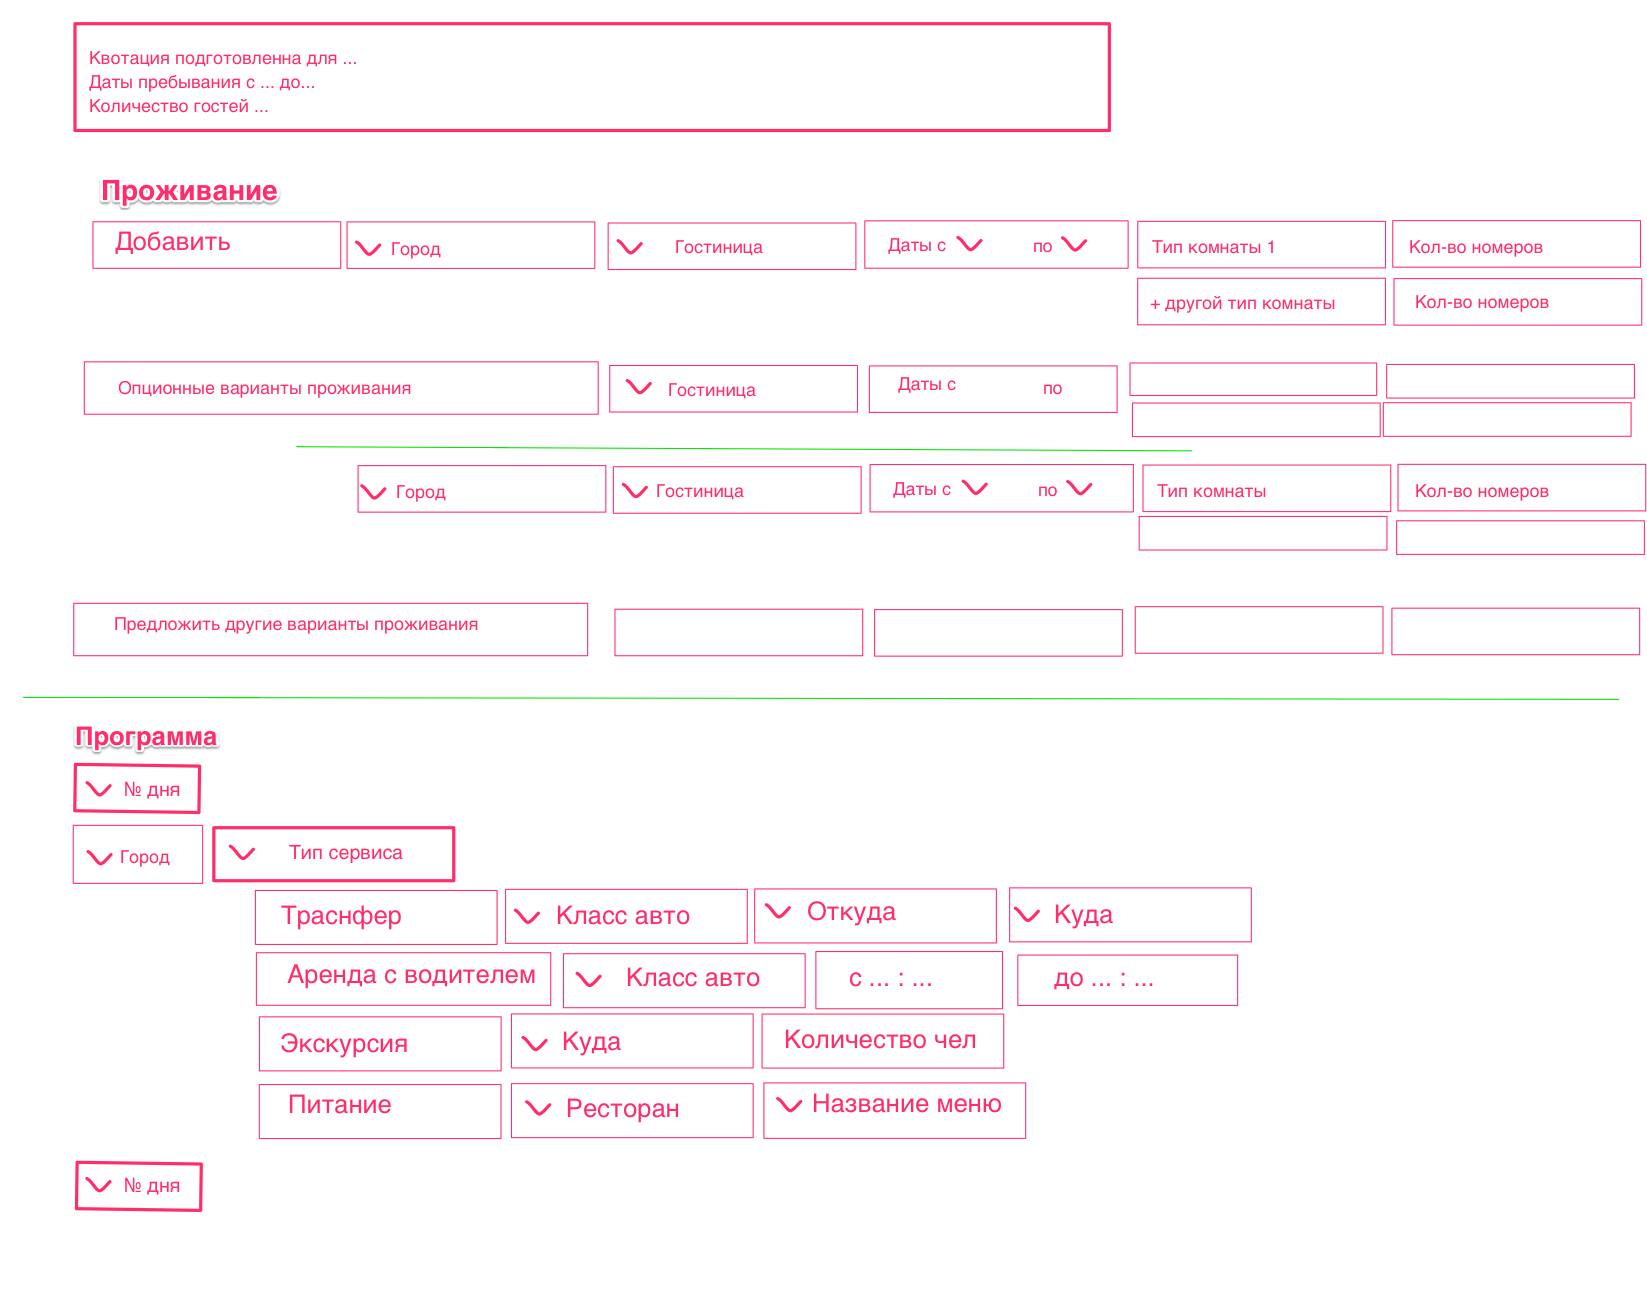 Квотация подготовленна для ...
Даты пребывания с ... до...
Количество гостей ...
Проживание
Добавить
Город
Гостиница
Даты с по
Тип комнаты 1
Кол-во номеров
+ другой тип комнаты
Кол-во номеров
Опционные варианты проживания
Гостиница
Даты с по
Город
Гостиница
Даты с по
Тип комнаты
Кол-во номеров
Предложить другие варианты проживания
Программа
№ дня
Город
Тип сервиса
Траснфер
Класс авто
Откуда
Куда
Аренда с водителем
Класс авто
с ... : ...
до ... : ...
Экскурсия
Куда
Количество чел
Питание
Ресторан
Название меню
№ дня